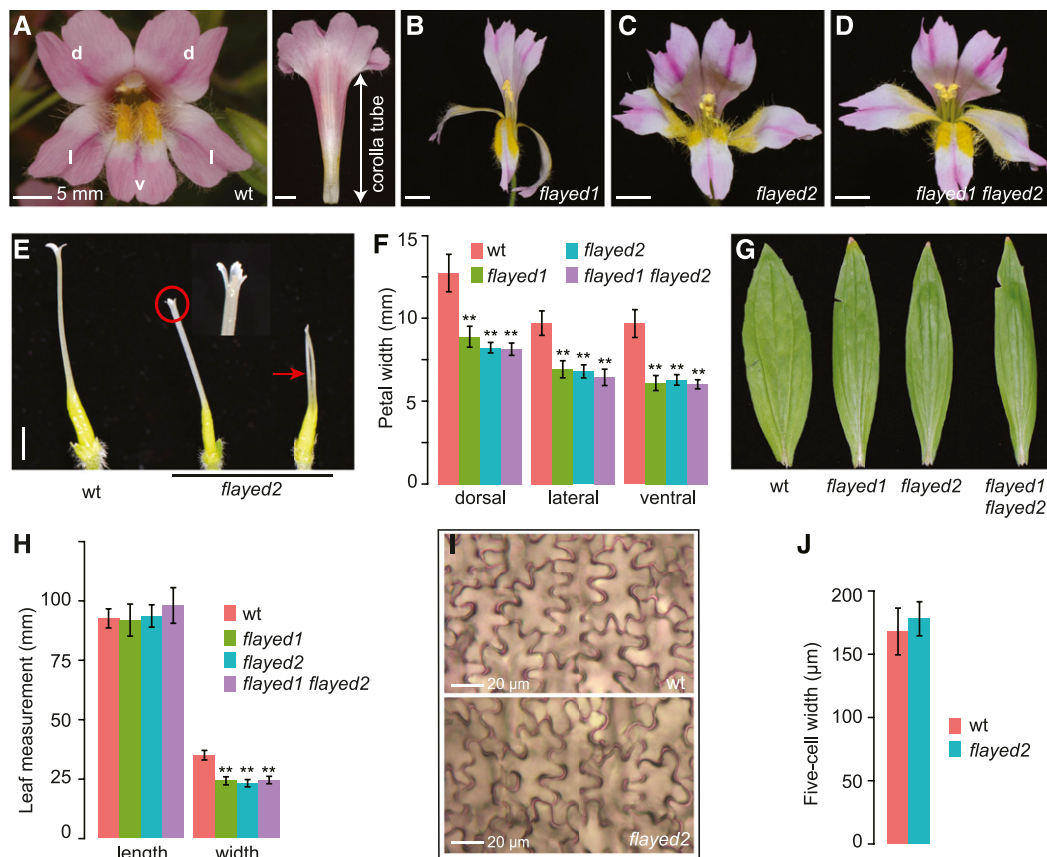 A
d
d
l
l
v
5 mm
wt
corolla tube
B
flayed1
C
flayed2
D
flayed1 flayed2
E
wt
flayed2
F
wt
flayed1
flayed2
flayed1 flayed2
Petal width (mm)
15
10
5
0
** ** **
** ** **
** ** **
dorsal
lateral
ventral
G
wt
flayed1
flayed2
flayed1
flayed2
H
Leaf measurement (mm)
100
75
50
25
0
** ** **
wt
flayed1
flayed2
flayed1 flayed2
length
width
I
20 µm
wt
20 µm
flayed2
J
Five-cell width (µm)
200
150
100
50
0
wt
flayed2